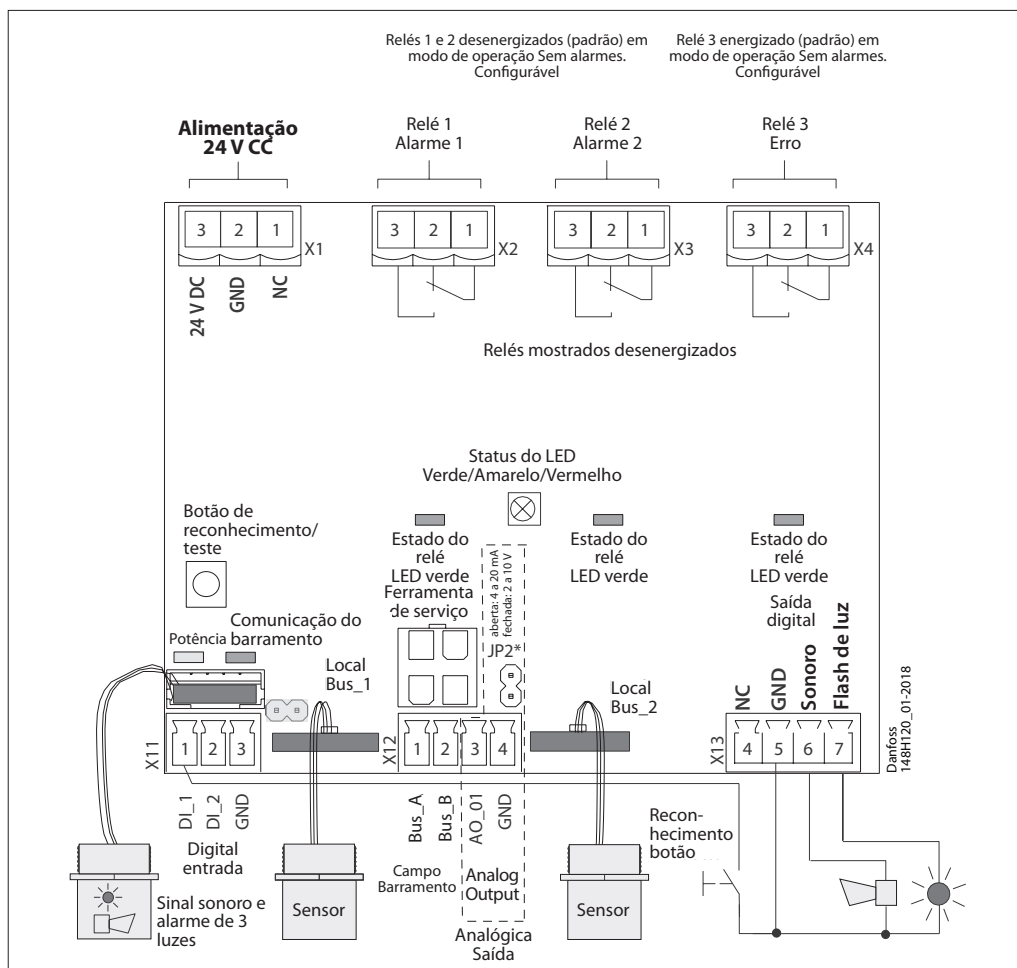 Relés 1 e 2 desenergizados (padrão) em
modo de operação Sem alarmes.
Configurável
Relé 3 energizado (padrão) em
modo de operação Sem alarmes.
Configurável
Alimentação
24 V CC
Relé 1
Alarme 1
Relé 2
Alarme 2
Relé 3
Erro
3 2 1 X1
3 2 1 X2
3 2 1 X3
3 2 1 X4
24 V DC
GND
NC
Relés mostrados desenergizados
Status do LED
Verde/Amarelo/Vermelho
Botão de
reconhecimento/
teste
Estado do
relé
LED verde
Estado do
relé
LED verde
Estado do
relé
LED verde
Ferramenta
de serviço
aberta: 4 a 20 mA
fechada: 2 a 10 V
JP2*
Saída
digital
Potência
Comunicação do
barramento
Local
Bus_1
Local
Bus_2
NC
GND
Sonoro
Flash de luz
X11 1 2 3
X12 1 2 3 4
X13 4 5 6 7
Danfoss
148H120_01-2018
DI_1
DI_2
GND
Digital
entrada
Bus_A
Bus_B
AO_01
GND
Campo
Barramento
Analog
Output
Analógica
Saída
Recon-
hecimento
botão
Sinal sonoro e
alarme de 3
luzes
Sensor
Sensor